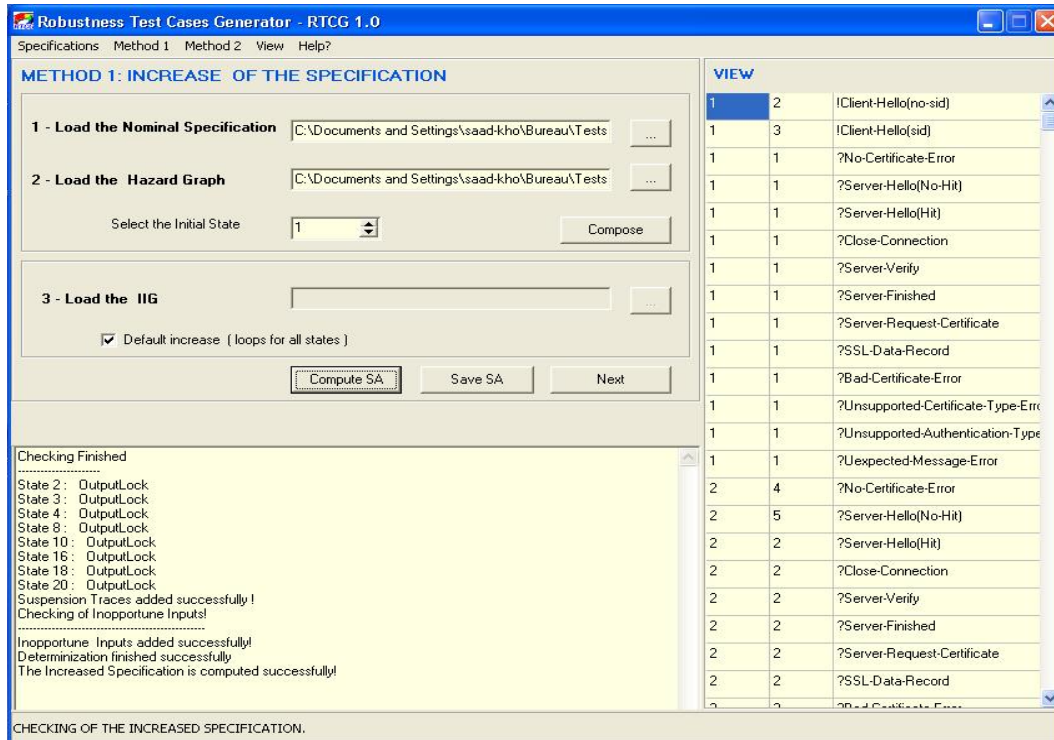 Robustness Test Cases Generator - RTCG 1.0
Specifications Method 1 Method 2 View Help?
METHOD 1: INCREASE OF THE SPECIFICATION
1 - Load the Nominal Specification C:\Documents and Settings\saad-kho\Bureau\Tests ...
2 - Load the Hazard Graph C:\Documents and Settings\saad-kho\Bureau\Tests ...
Select the Initial State 1 Compose
3 - Load the IIG ...
Default increase ( loops for all states )
Compute SA Save SA Next
Checking Finished
---------------------
State 2 : OutputLock
State 3 : OutputLock
State 4 : OutputLock
State 8 : OutputLock
State 10 : OutputLock
State 16 : OutputLock
State 18 : OutputLock
State 20 : OutputLock
Suspension Traces added successfully !
Checking of Inopportune Inputs!
------------------------------------------------
Inopportune Inputs added successfully!
Determinization finished successfully
The Increased Specification is computed successfully!
CHECKING OF THE INCREASED SPECIFICATION.
VIEW
1 2 !Client-Hello(no-sid)
1 3 !Client-Hello(sid)
1 1 ?No-Certificate-Error
1 1 ?Server-Hello(No-Hit)
1 1 ?Server-Hello(Hit)
1 1 ?Close-Connection
1 1 ?Server-Verify
1 1 ?Server-Finished
1 1 ?Server-Request-Certificate
1 1 ?SSL-Data-Record
1 1 ?Bad-Certificate-Error
1 1 ?Unsupported-Certificate-Type-Erro
1 1 ?Unsupported-Authentication-Type
1 1 ?Uexpected-Message-Error
2 4 ?No-Certificate-Error
2 5 ?Server-Hello(No-Hit)
2 2 ?Server-Hello(Hit)
2 2 ?Close-Connection
2 2 ?Server-Verify
2 2 ?Server-Finished
2 2 ?Server-Request-Certificate
2 2 ?SSL-Data-Record
2 2 ?Bad-Certificate-Error